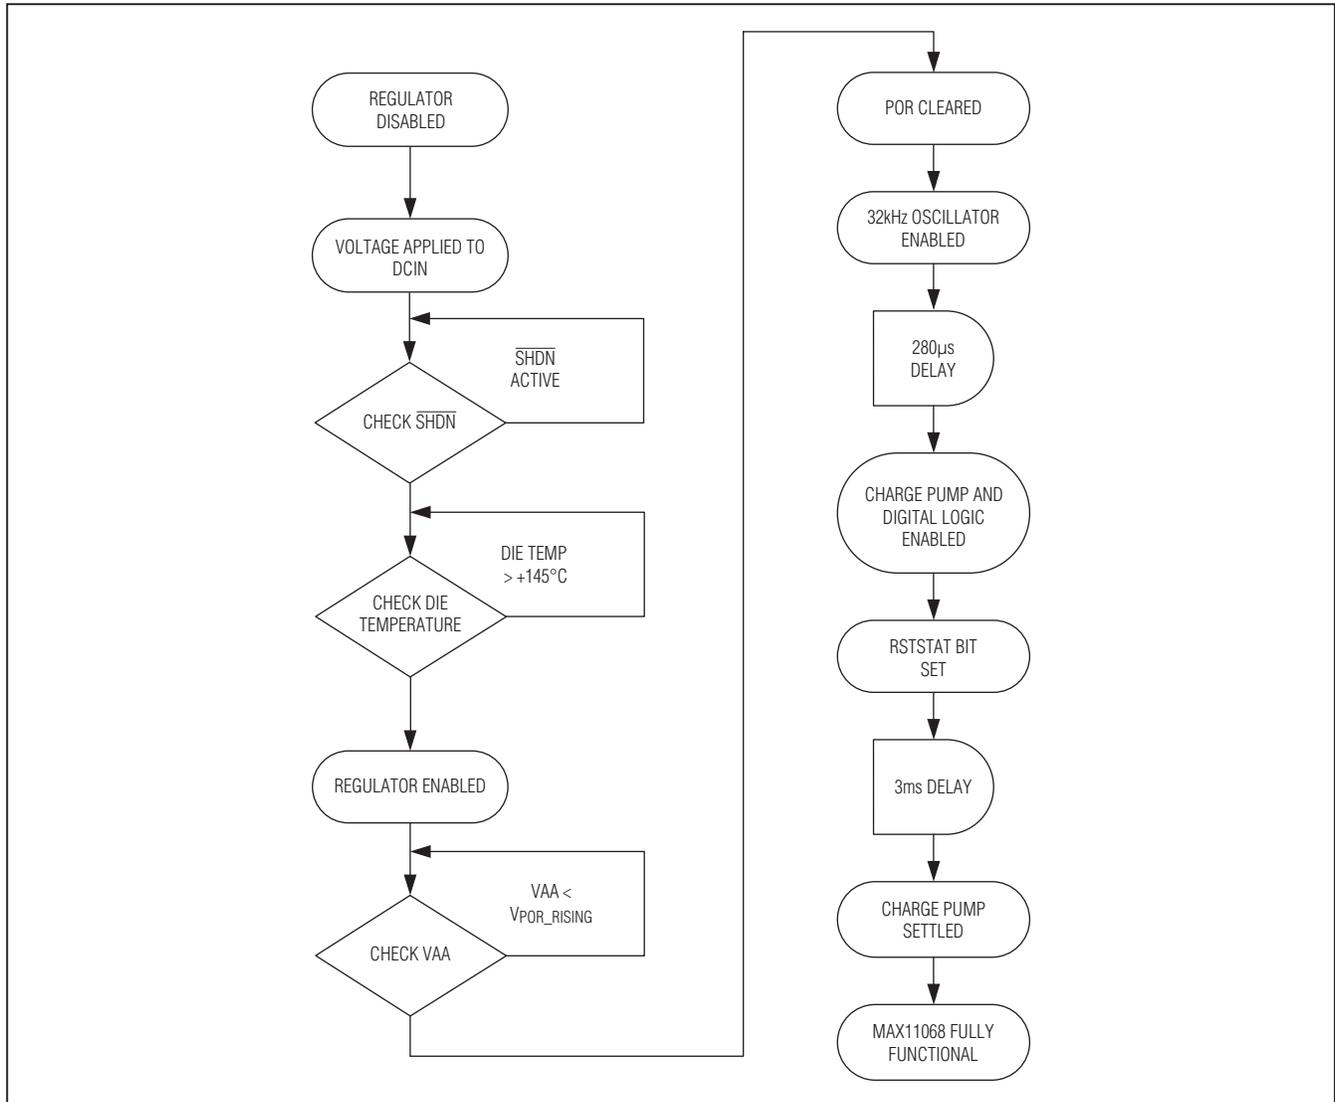 REGULATOR
DISABLED
VOLTAGE APPLIED TO
DCIN
SHDN
ACTIVE
CHECK SHDN
DIE TEMP
> +145°C
CHECK DIE
TEMPERATURE
REGULATOR ENABLED
VAA <
VPOR_RISING
CHECK VAA
POR CLEARED
32kHz OSCILLATOR
ENABLED
280µs
DELAY
CHARGE PUMP AND
DIGITAL LOGIC
ENABLED
RSTSTAT BIT
SET
3ms DELAY
CHARGE PUMP
SETTLED
MAX11068 FULLY
FUNCTIONAL